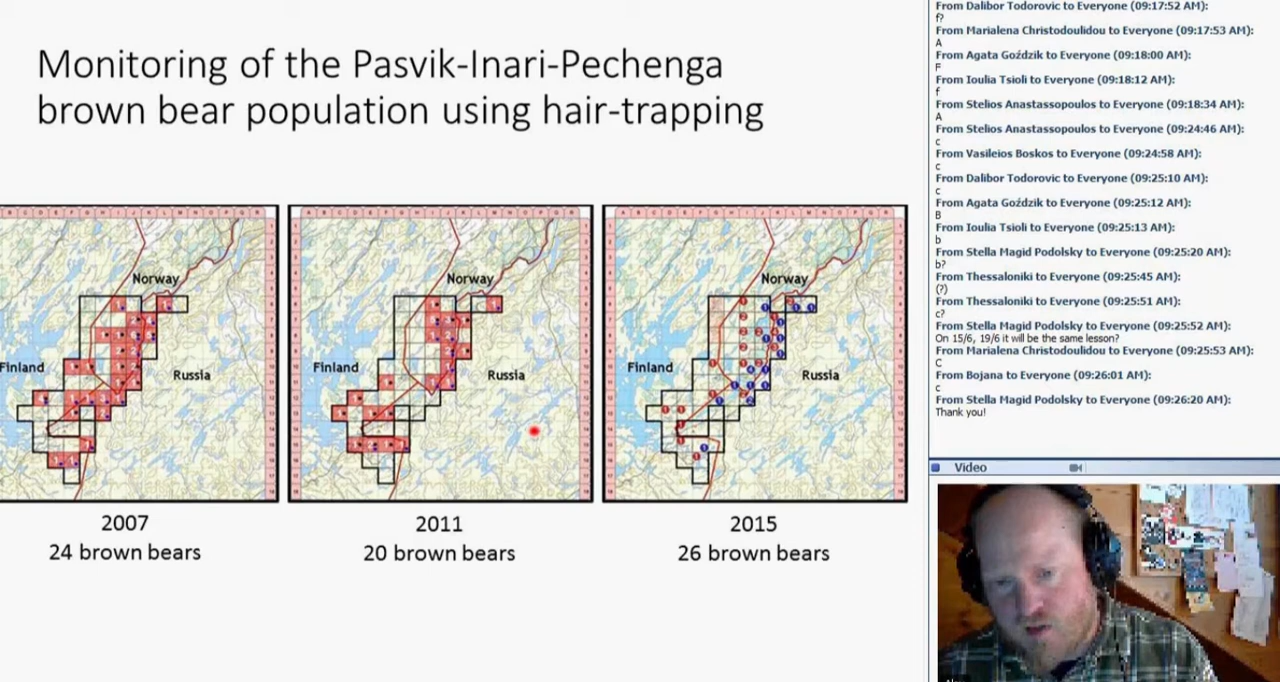 Monitoring of the Pasvik-Inari-Pechenga
brown bear population using hair-trapping
Norway
Finland
Russia
2007
24 brown bears
Norway
Finland
Russia
2011
20 brown bears
Norway
Finland
Russia
2015
26 brown bears
From Dalibor Todorovic to Everyone (09:17:52 AM):
f?
From Marialena Christodoulidou to Everyone (09:17:53 AM):
A
From Agata Goździk to Everyone (09:18:00 AM):
F
From Ioulia Tsioli to Everyone (09:18:12 AM):
f
From Stelios Anastassopoulos to Everyone (09:18:34 AM):
A
From Stelios Anastassopoulos to Everyone (09:24:46 AM):
c
From Vasileios Boskos to Everyone (09:24:58 AM):
c
From Dalibor Todorovic to Everyone (09:25:10 AM):
c
From Agata Goździk to Everyone (09:25:12 AM):
B
From Ioulia Tsioli to Everyone (09:25:13 AM):
b
From Stella Magid Podolsky to Everyone (09:25:20 AM):
b?
From Thessaloniki to Everyone (09:25:45 AM):
(?)
From Thessaloniki to Everyone (09:25:51 AM):
c?
From Stella Magid Podolsky to Everyone (09:25:52 AM):
On 15/6, 19/6 it will be the same lesson?
From Marialena Christodoulidou to Everyone (09:25:53 AM):
C
From Bojana to Everyone (09:26:01 AM):
c
From Stella Magid Podolsky to Everyone (09:26:20 AM):
Thank you!
Video